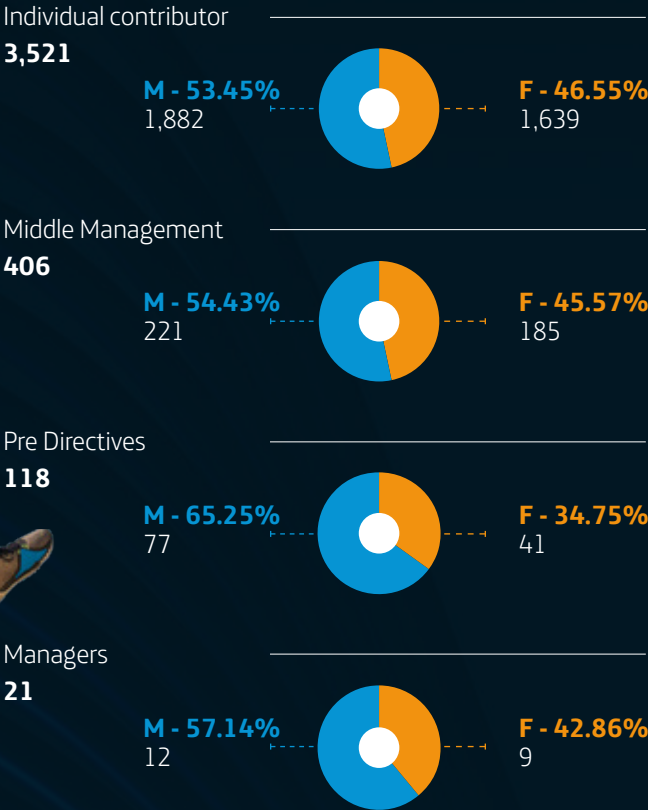 Individual contributor
3,521
M - 53.45%
1,882
F - 46.55%
1,639
Middle Management
406
M - 54.43%
221
F - 45.57%
185
Pre Directives
118
M - 65.25%
77
F - 34.75%
41
Managers
21
M - 57.14%
12
F - 42.86%
9